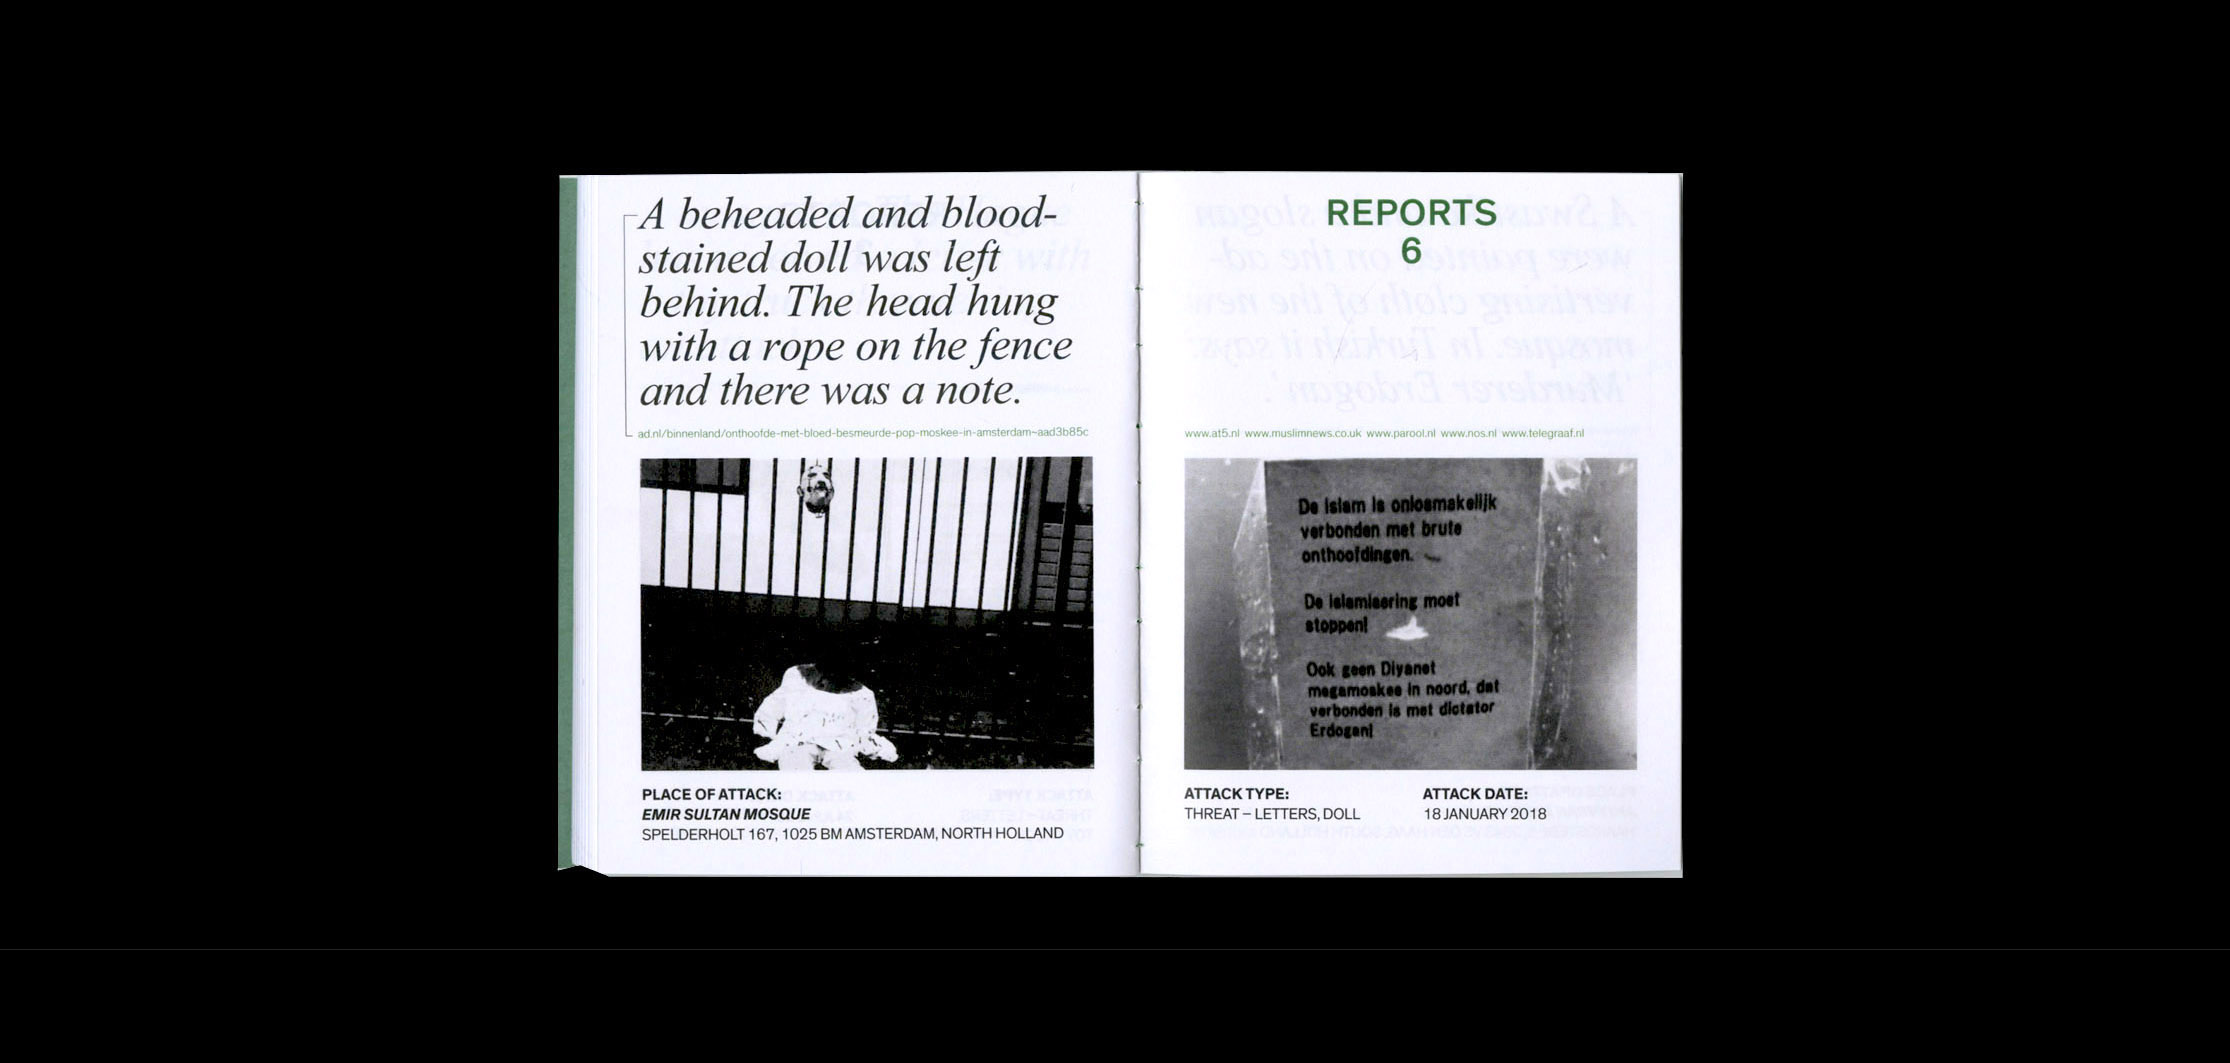 A beheaded and blood-
stained doll was left
behind. The head hung
with a rope on the fence
and there was a note.
ad.nl/binnenland/onthoofde-met-bloed-besmeurde-pop-moskee-in-amsterdam~aad3b85c
PLACE OF ATTACK:
EMIR SULTAN MOSQUE
SPELDERHOLT 167, 1025 BM AMSTERDAM, NORTH HOLLAND
REPORTS
6
www.at5.nl www.muslimnews.co.uk www.parool.nl www.nos.nl www.telegraaf.nl
De islam is onlosmakelijk
verbonden met brute
onthoofdingen.
De islamisering moet
stoppen!
Ook geen Diyanet
megamoskee in noord, dat
verbonden is met dictator
Erdogan!
ATTACK TYPE:
THREAT – LETTERS, DOLL
ATTACK DATE:
18 JANUARY 2018